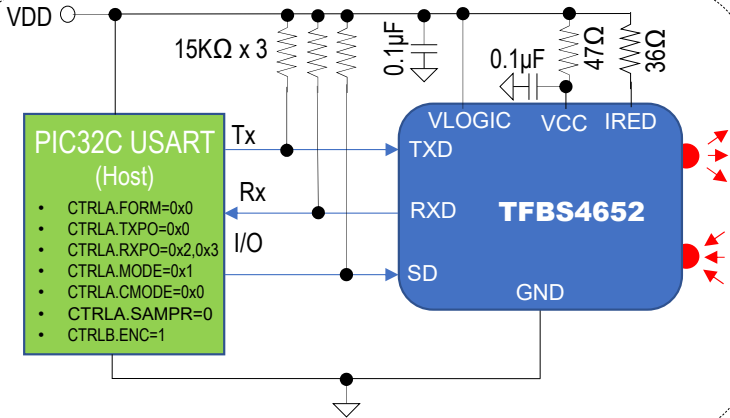 VDD
15KΩ x 3
0.1µF
0.1µF
47Ω
36Ω
PIC32C USART
(Host)
• CTRLA.FORM=0x0
• CTRLA.TXPO=0x0
• CTRLA.RXPO=0x2,0x3
• CTRLA.MODE=0x1
• CTRLA.CMODE=0x0
• CTRLA.SAMPR=0
• CTRLB.ENC=1
Tx
Rx
I/O
VLOGIC
VCC
IRED
TXD
RXD
TFBS4652
SD
GND